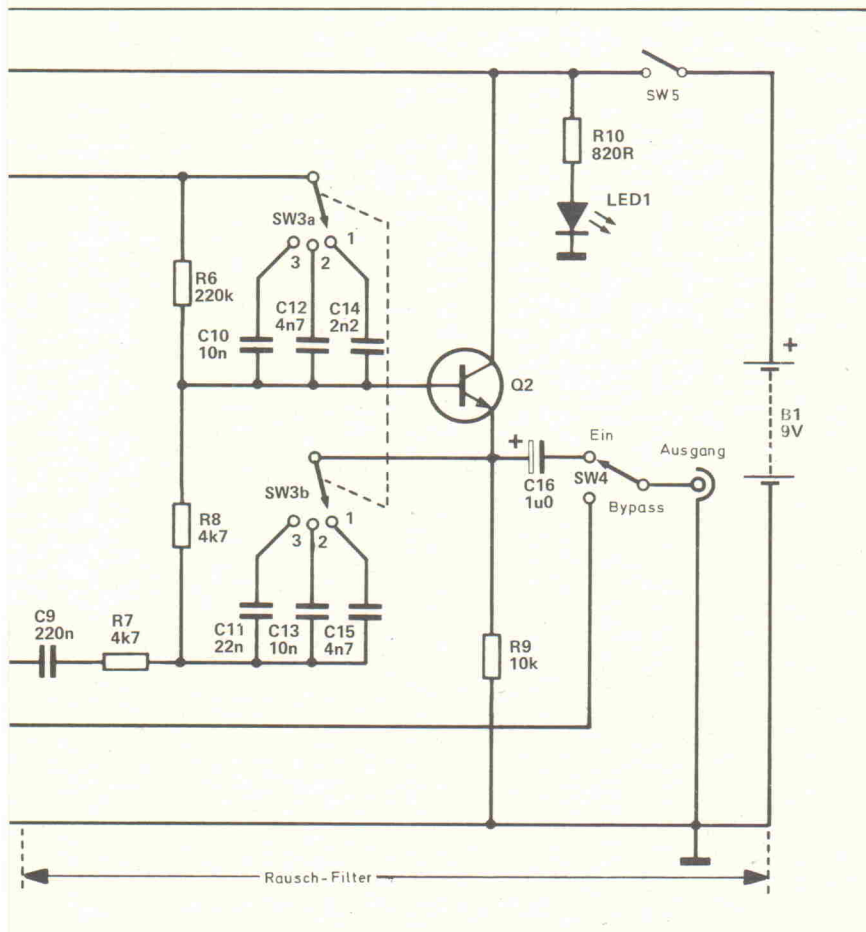 SW5
R10
820R
LED1
SW3a
1
2
3
R6
220k
C12
4n7
C14
2n2
C10
10n
Q2
+
B1
9V
+
Ein
Ausgang
C16
1u0
SW4
Bypass
SW3b
1
2
3
R8
4k7
C9
220n
R7
4k7
C11
22n
C13
10n
C15
4n7
R9
10k
Rausch-Filter